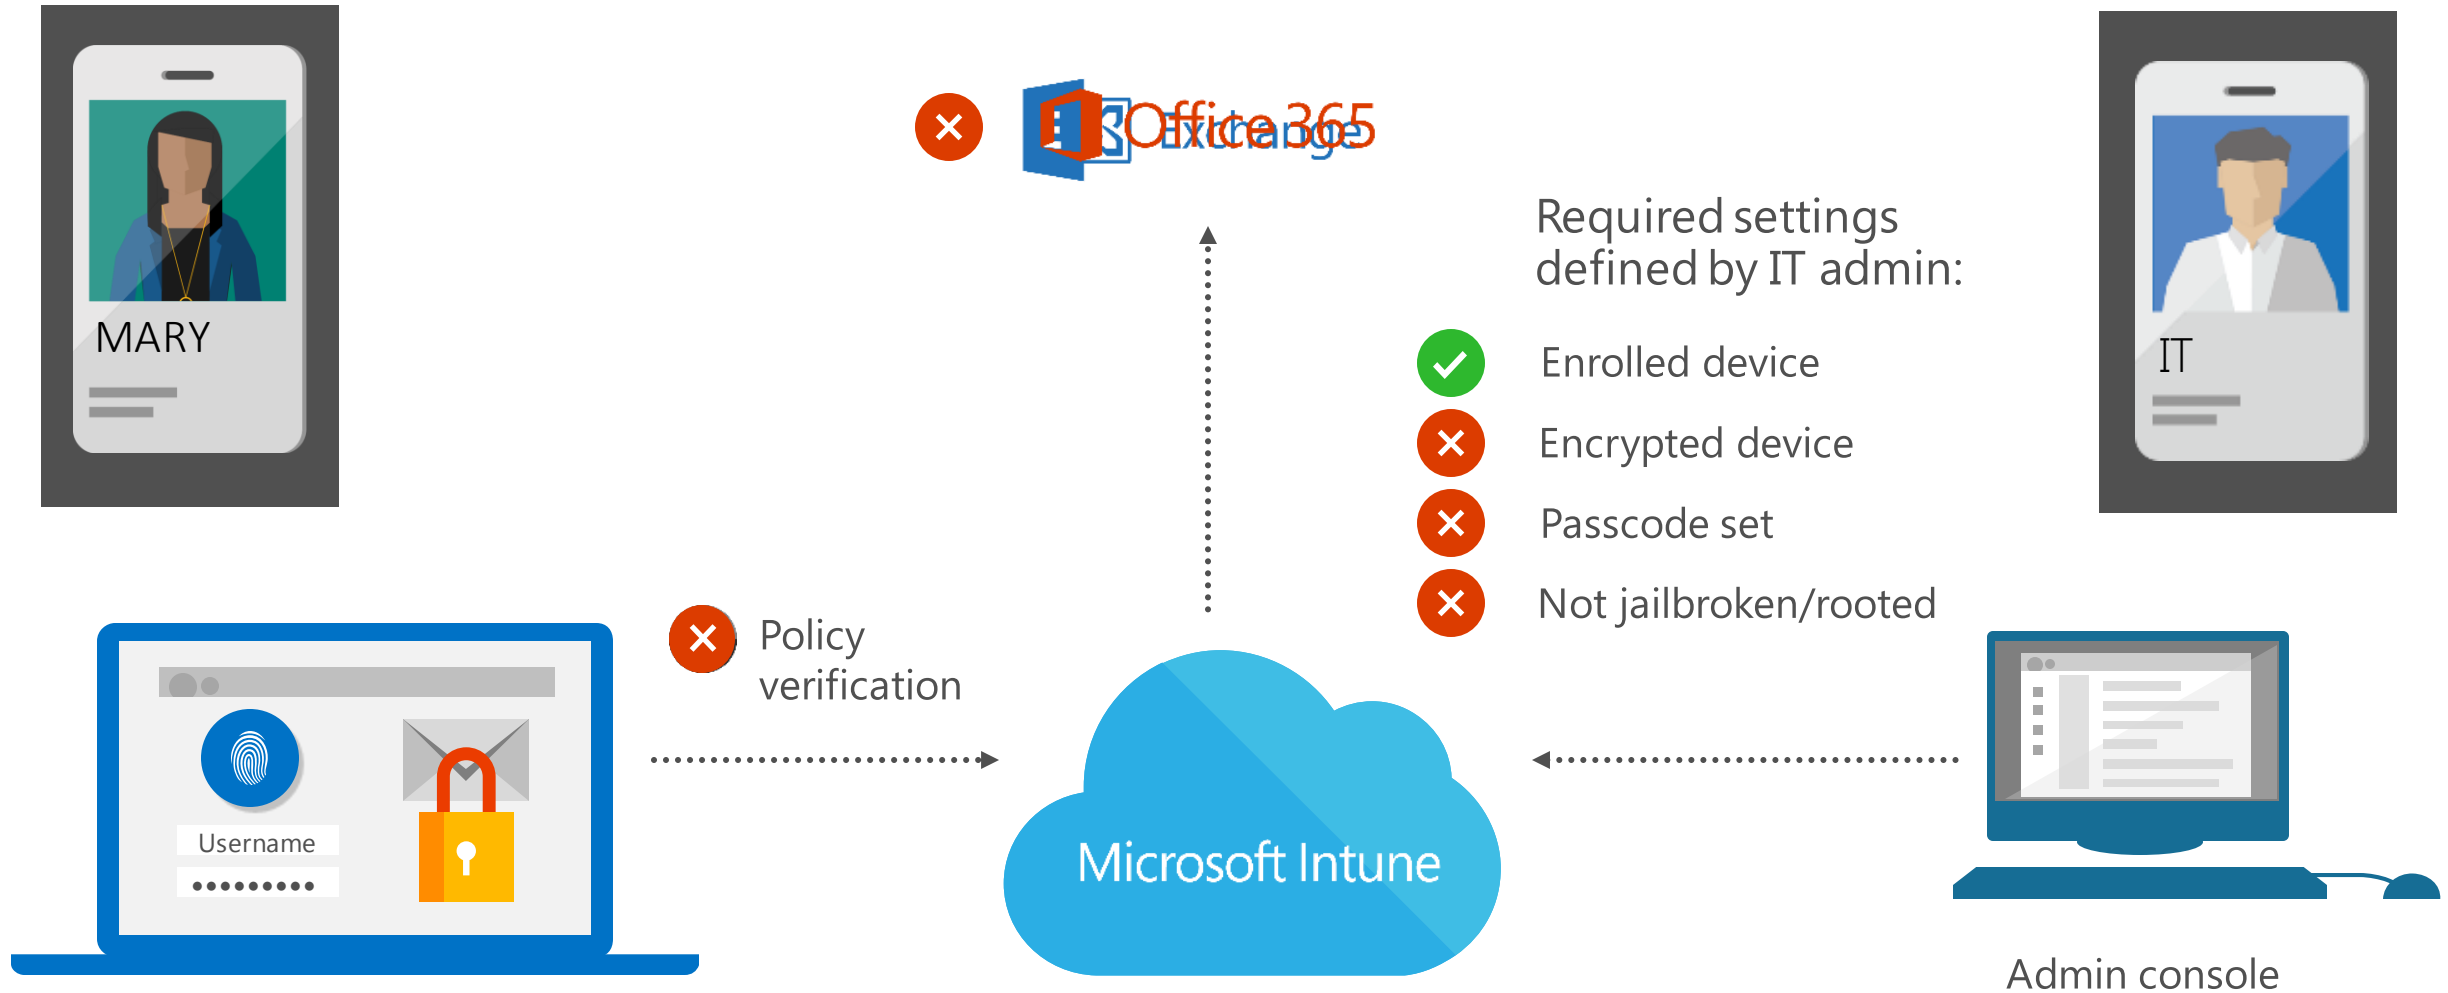 MARY
Office 365
Exchange
Required settings
defined by IT admin:
Enrolled device
Encrypted device
Passcode set
Not jailbroken/rooted
IT
Policy
verification
Username
Microsoft Intune
Admin console